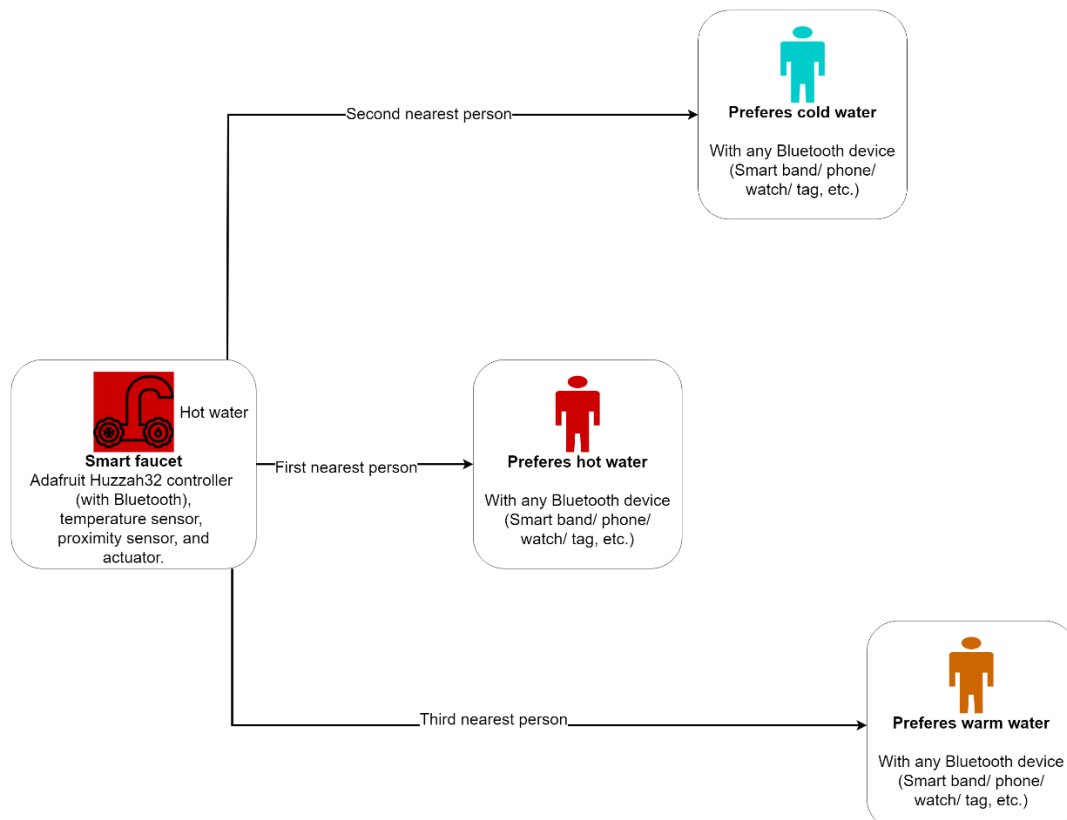 Preferes cold water
With any Bluetooth device
(Smart band/ phone/
watch/ tag, etc.)
Second nearest person
Hot water
Smart faucet
Adafruit Huzzah32 controller
(with Bluetooth),
temperature sensor,
proximity sensor, and
actuator.
First nearest person
Preferes hot water
With any Bluetooth device
(Smart band/ phone/
watch/ tag, etc.)
Third nearest person
Preferes warm water
With any Bluetooth device
(Smart band/ phone/
watch/ tag, etc.)